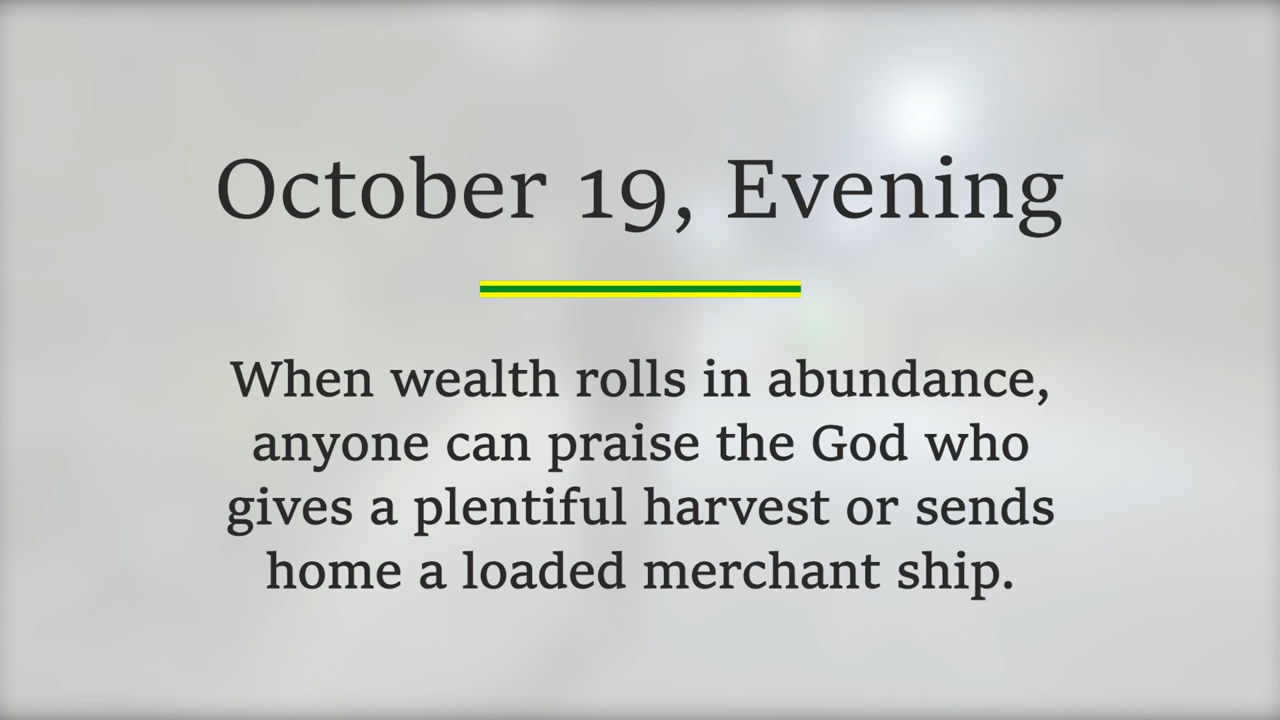 October 19, Evening
When wealth rolls in abundance,
anyone can praise the God who
gives a plentiful harvest or sends
home a loaded merchant ship.